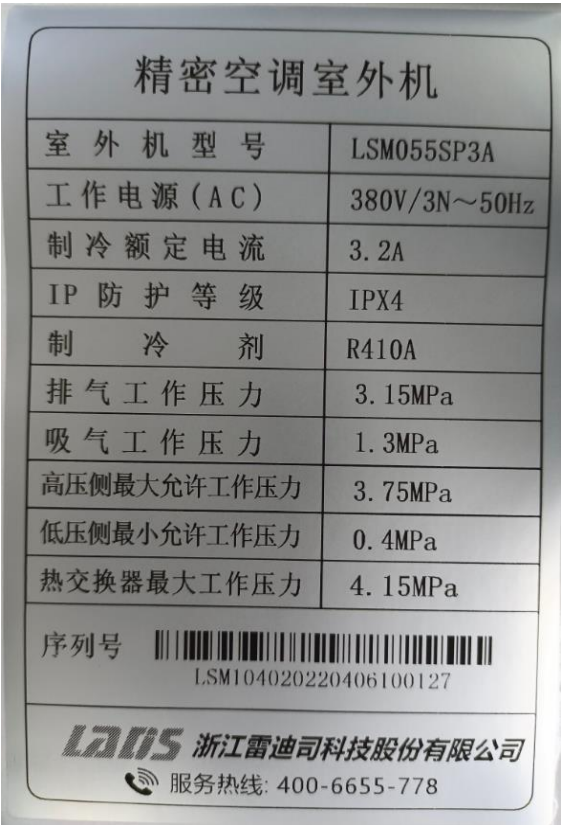 精密空调室外机
室外机型号 LSM055SP3A
工作电源(AC) 380V/3N～50Hz
制冷额定电流 3.2A
IP防护等级 IPX4
制冷剂 R410A
排气工作压力 3.15MPa
吸气工作压力 1.3MPa
高压侧最大允许工作压力 3.75MPa
低压侧最小允许工作压力 0.4MPa
热交换器最大工作压力 4.15MPa
序列号
LSM104020220406100127
LADIS 浙江雷迪司科技股份有限公司
服务热线: 400-6655-778